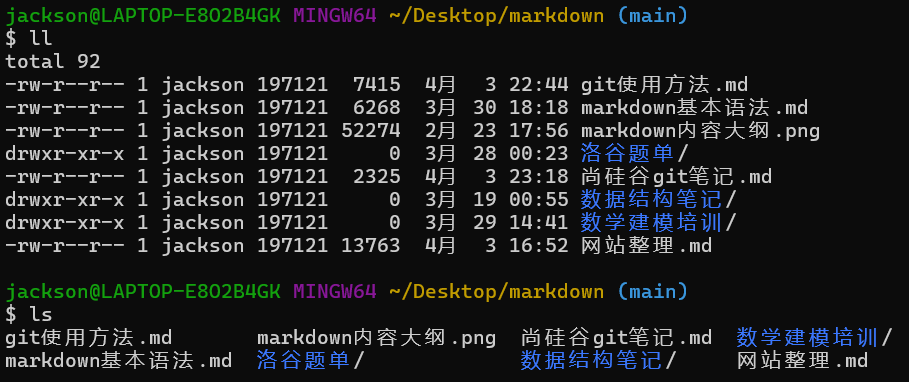 jackson@LAPTOP-E8O2B4GK MINGW64 ~/Desktop/markdown (main)
$ ll
total 92
-rw-r--r-- 1 jackson 197121  7415  4月  3 22:44 git使用方法.md
-rw-r--r-- 1 jackson 197121  6268  3月 30 18:18 markdown基本语法.md
-rw-r--r-- 1 jackson 197121 52274  2月 23 17:56 markdown内容大纲.png
drwxr-xr-x 1 jackson 197121     0  3月 28 00:23 洛谷题单/
-rw-r--r-- 1 jackson 197121  2325  4月  3 23:18 尚硅谷git笔记.md
drwxr-xr-x 1 jackson 197121     0  3月 19 00:55 数据结构笔记/
drwxr-xr-x 1 jackson 197121     0  3月 29 14:41 数学建模培训/
-rw-r--r-- 1 jackson 197121 13763  4月  3 16:52 网站整理.md
jackson@LAPTOP-E8O2B4GK MINGW64 ~/Desktop/markdown (main)
$ ls
git使用方法.md       markdown内容大纲.png  尚硅谷git笔记.md  数学建模培训/
markdown基本语法.md  洛谷题单/             数据结构笔记/     网站整理.md